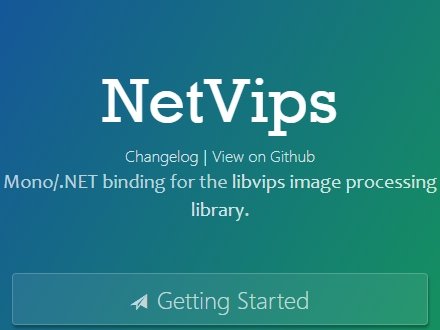 NetVips
Changelog | View on Github
Mono/.NET binding for the libvips image processing
library.
Getting Started